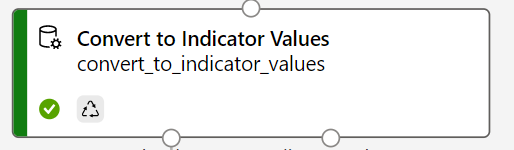 Convert to Indicator Values
convert_to_indicator_values